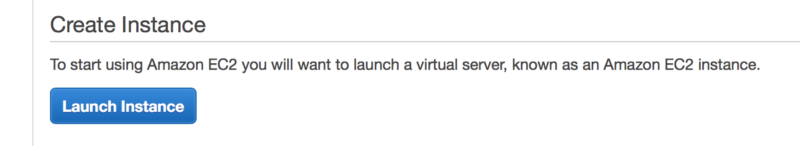 Create Instance
To start using Amazon EC2 you will want to launch a virtual server, known as an Amazon EC2 instance.
Launch Instance